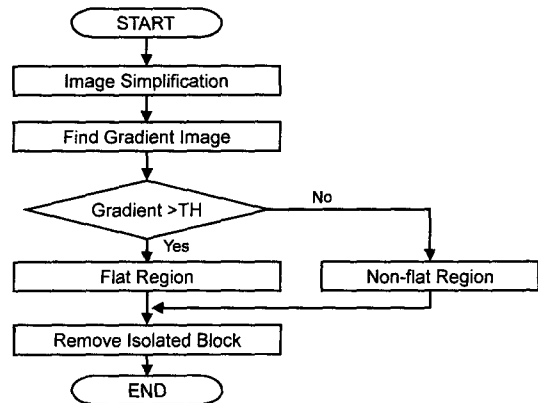 START
Image Simplification
Find Gradient Image
Gradient >TH
No
Yes
Flat Region
Non-flat Region
Remove Isolated Block
END